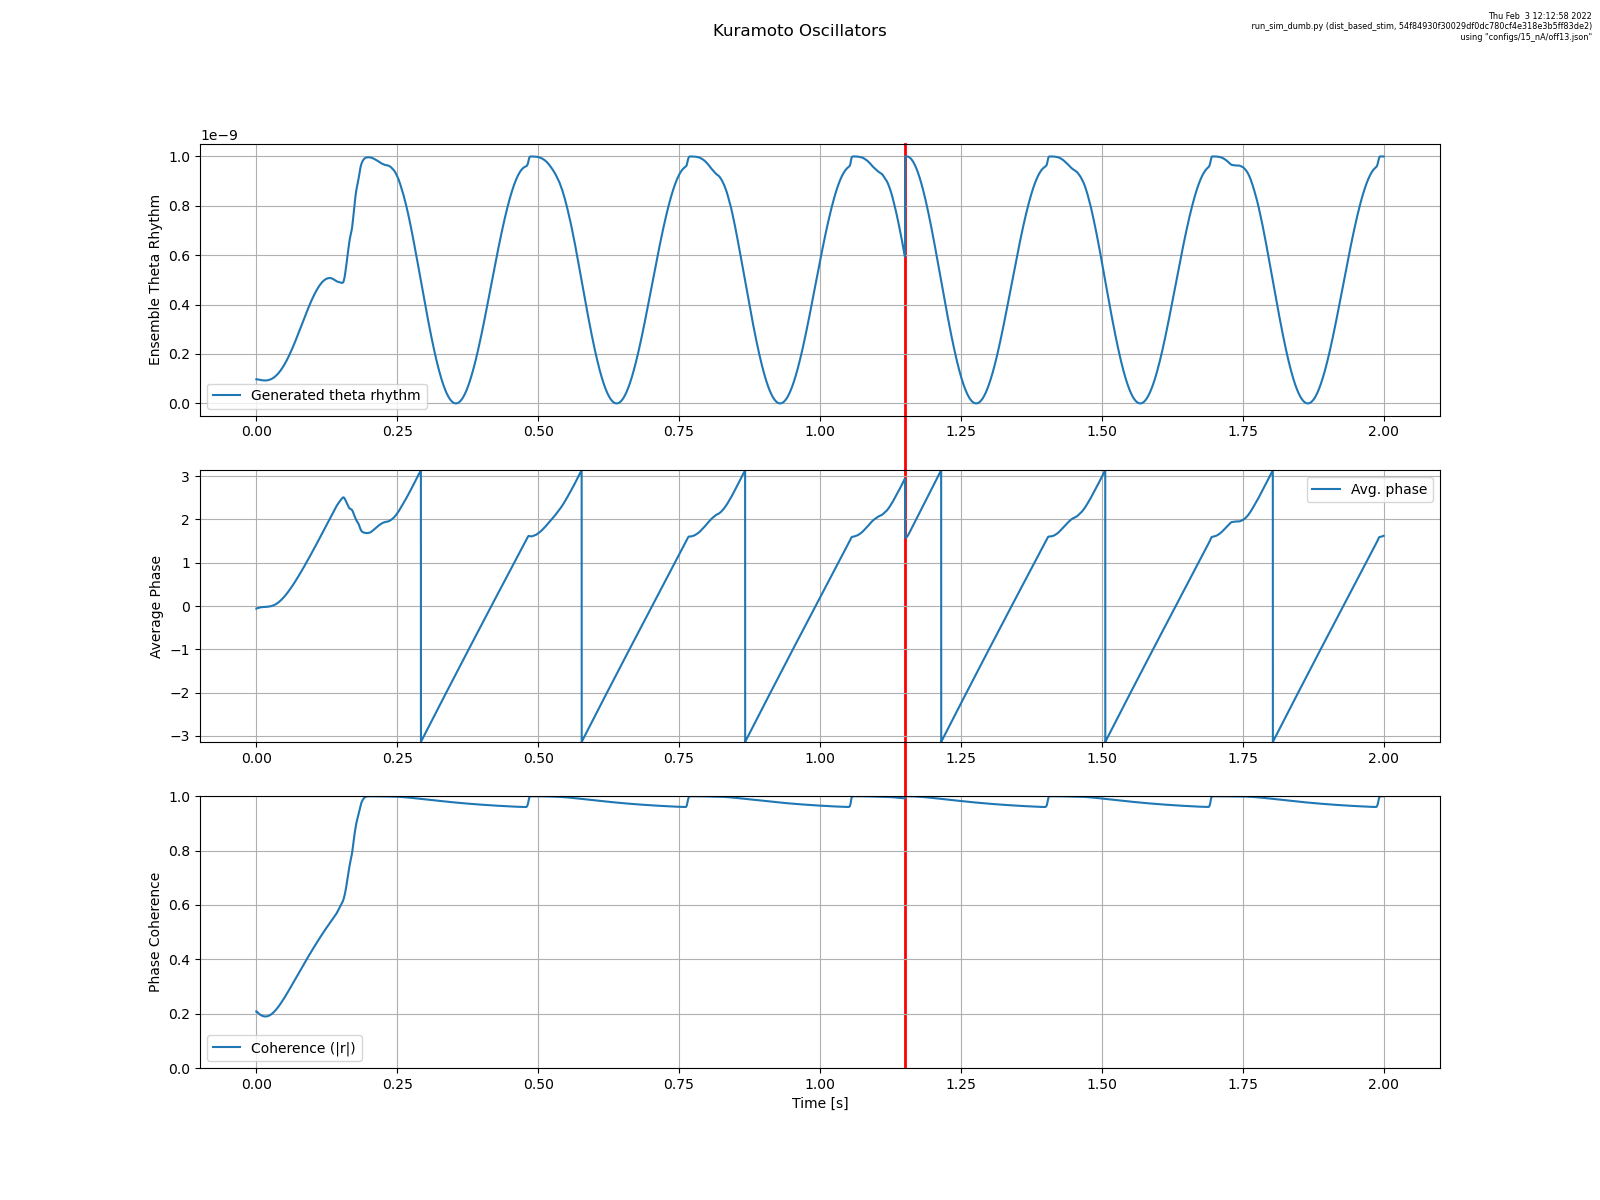 Thu Feb  3 12:12:58 2022
run_sim_dumb.py (dist_based_stim, 54f84930f30029df0dc780cf4e318e3b5ff83de2)
using "configs/15_nA/off13.json"
Kuramoto Oscillators
1e−9
Ensemble Theta Rhythm
1.0
0.8
0.6
0.4
0.2
0.0
Generated theta rhythm
0.00 0.25 0.50 0.75 1.00 1.25 1.50 1.75 2.00
Average Phase
3
2
1
0
−1
−2
−3
Avg. phase
0.00 0.25 0.50 0.75 1.00 1.25 1.50 1.75 2.00
Phase Coherence
1.0
0.8
0.6
0.4
0.2
0.0
Coherence (|r|)
0.00 0.25 0.50 0.75 1.00 1.25 1.50 1.75 2.00
Time [s]